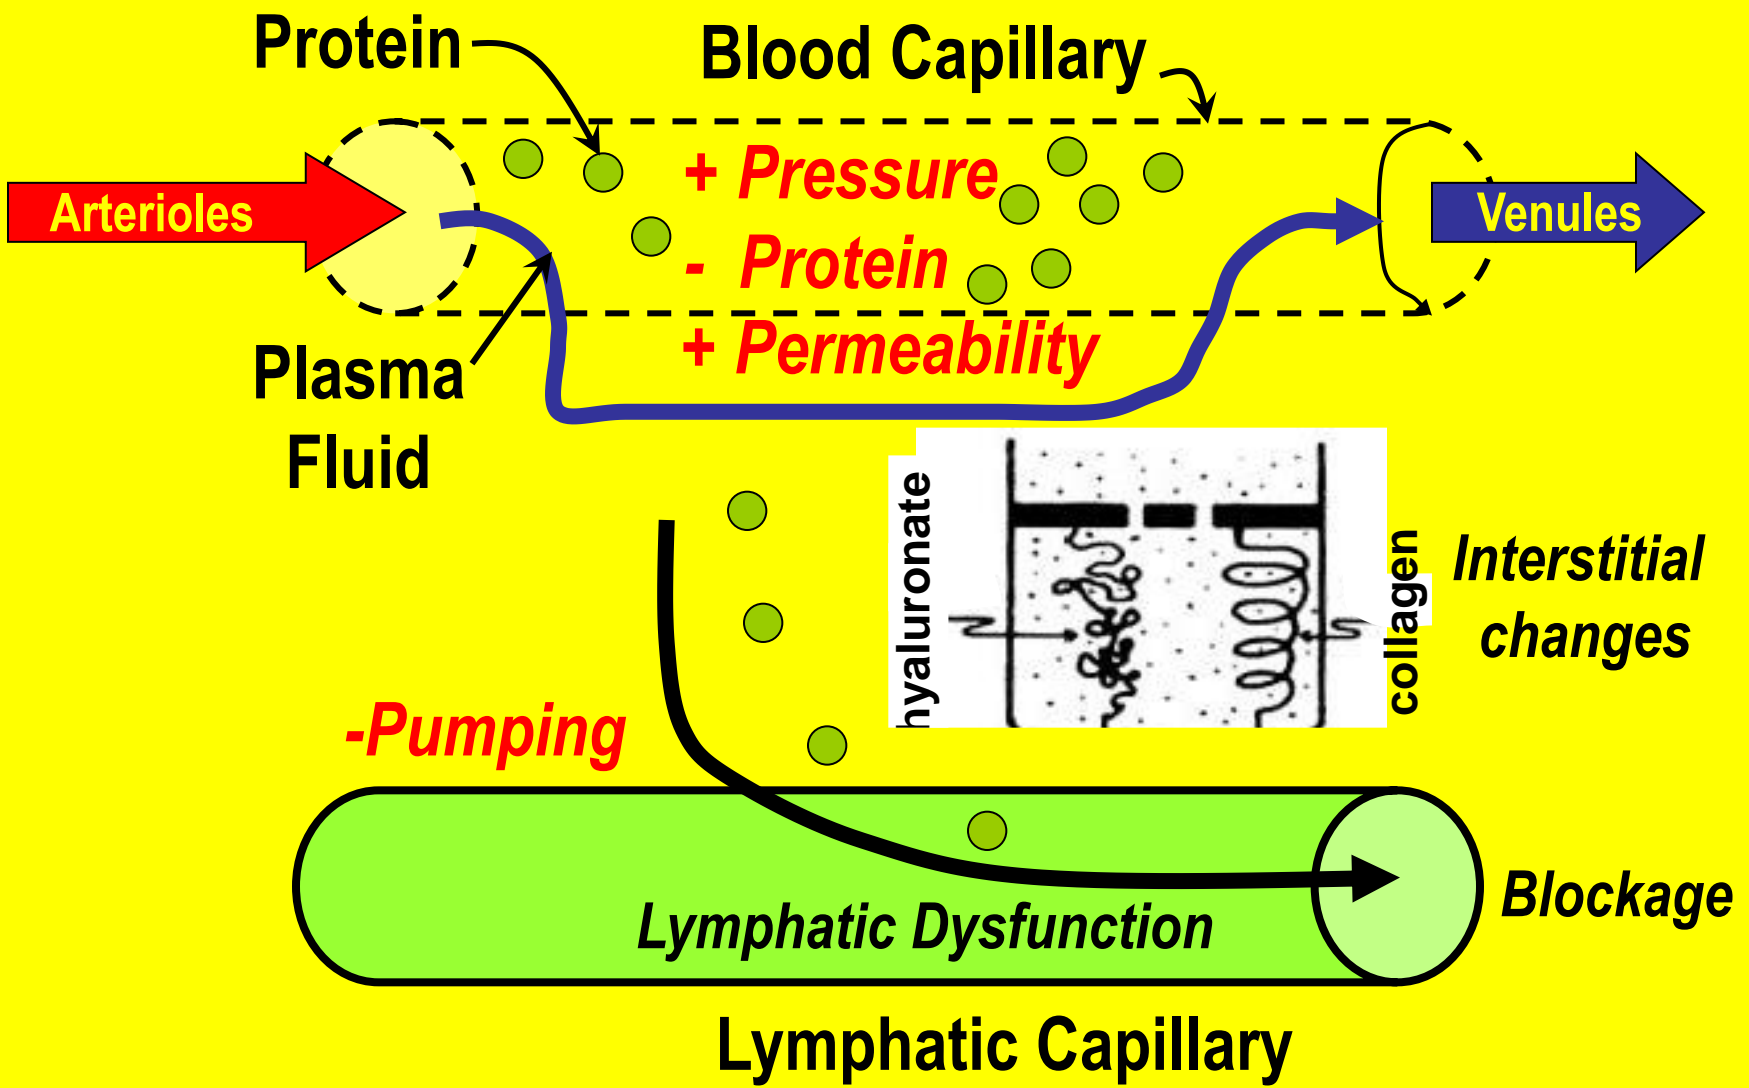 Protein
Blood Capillary
+ Pressure
Arterioles
Venules
- Protein
+ Permeability
Plasma
Fluid
hyaluronate
collagen
Interstitial
changes
-Pumping
Blockage
Lymphatic Dysfunction
Lymphatic Capillary